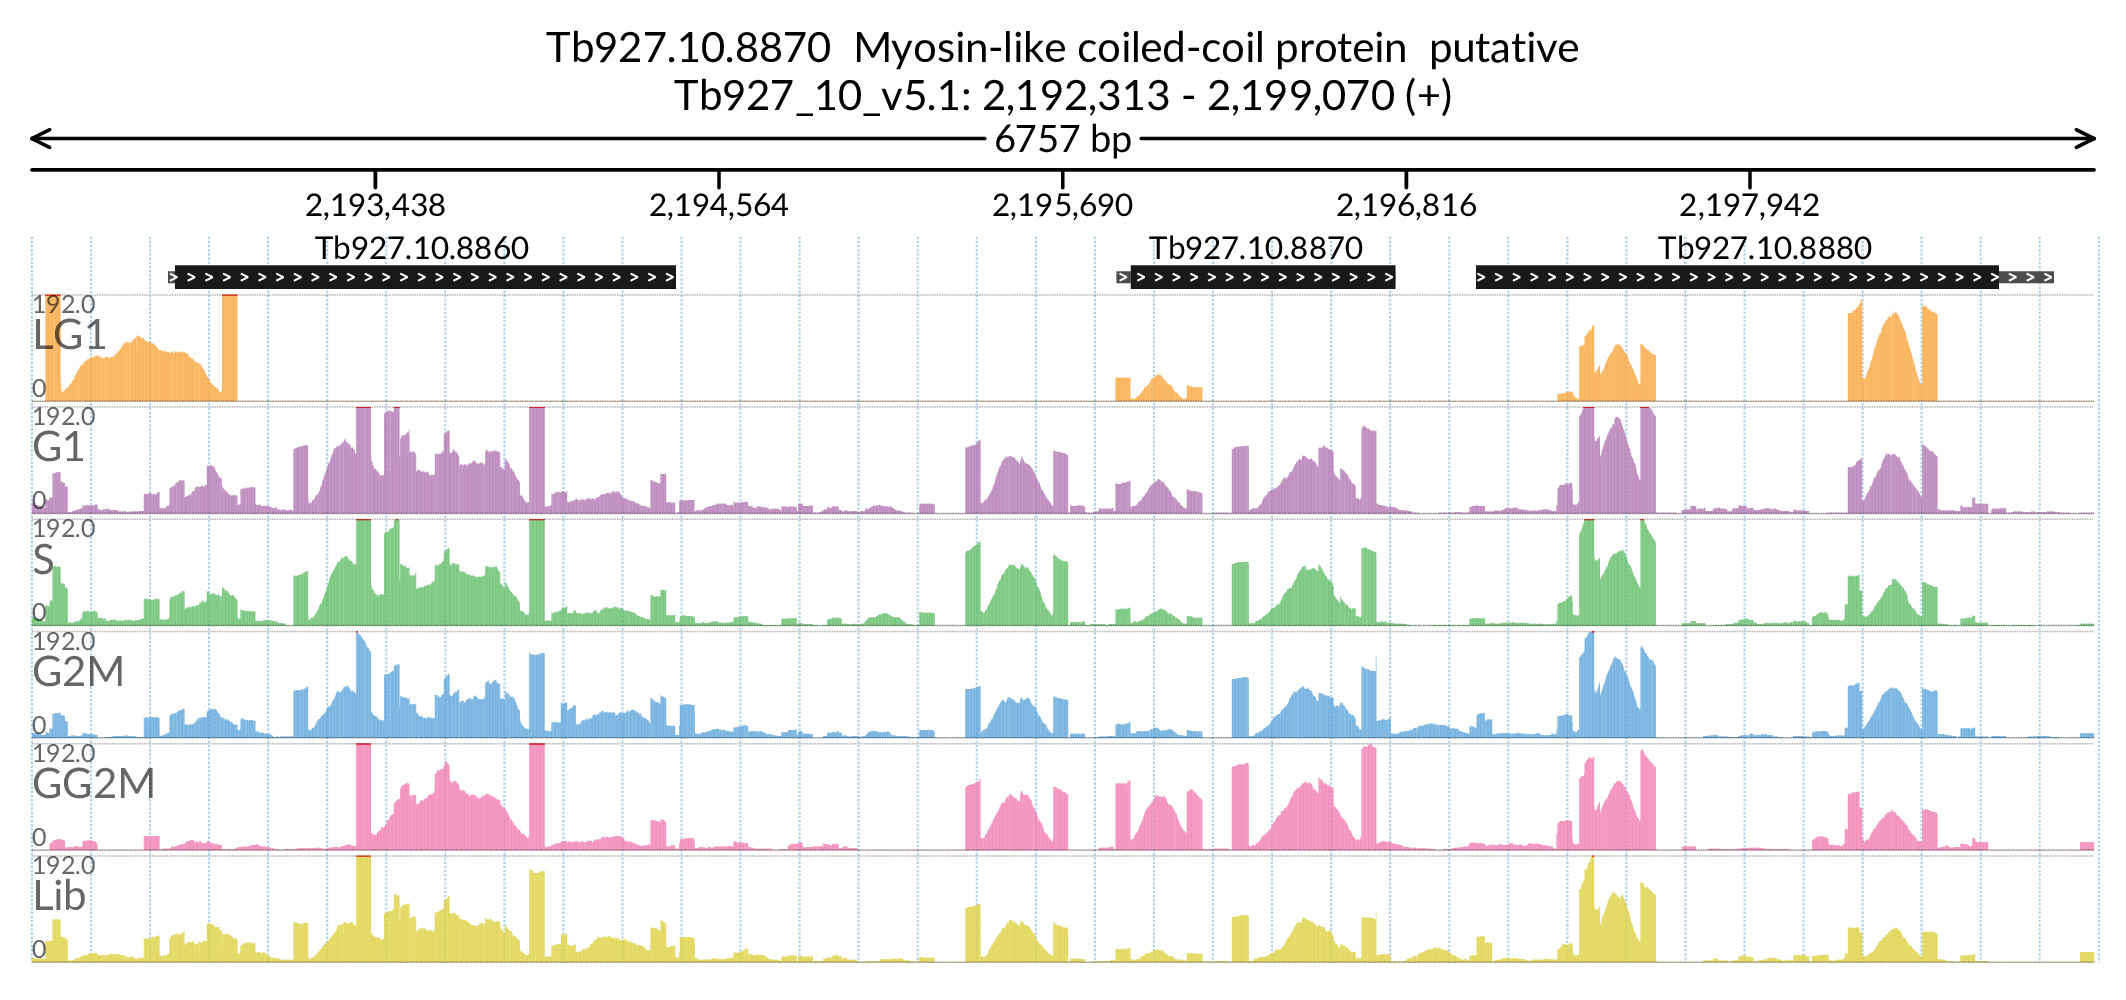 Tb927.10.8870  Myosin-like coiled-coil protein  putative
Tb927_10_v5.1: 2,192,313 - 2,199,070 (+)
6757 bp
2,193,438 2,194,564 2,195,690 2,196,816 2,197,942
Tb927.10.8860 Tb927.10.8870 Tb927.10.8880
192.0
LG1
0
192.0
G1
0
192.0
S
0
192.0
G2M
0
192.0
GG2M
0
192.0
Lib
0